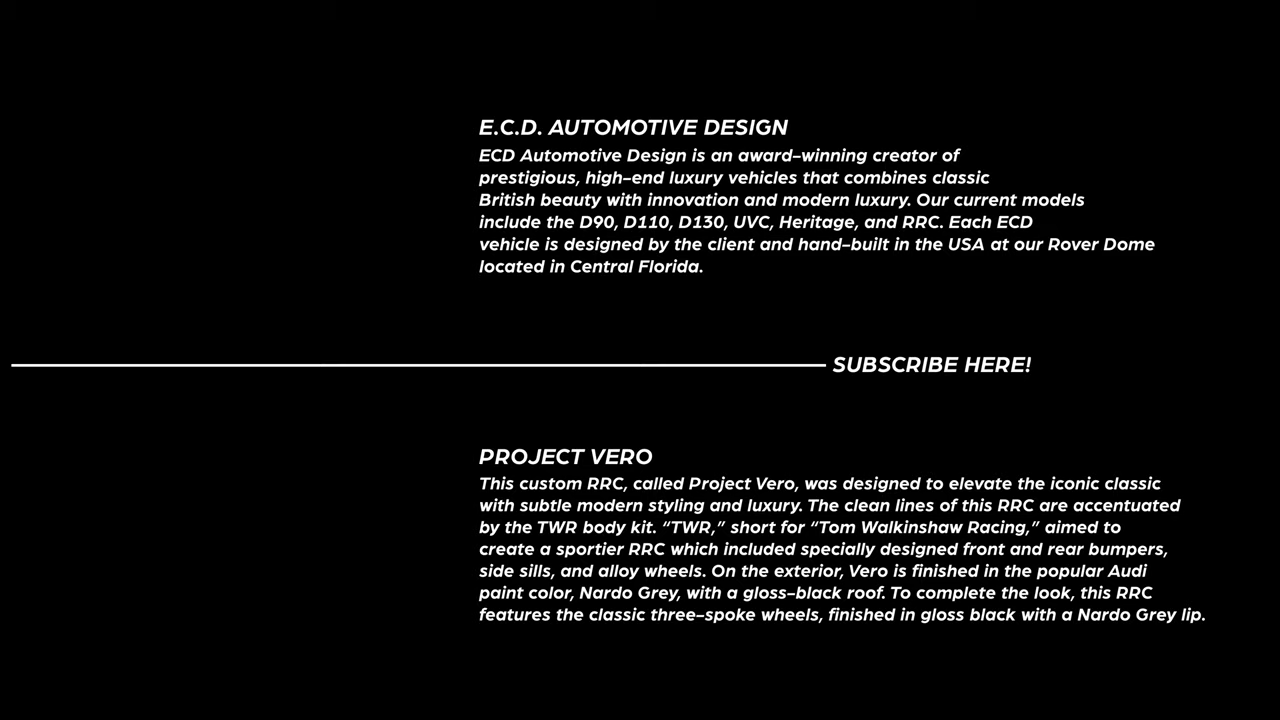 E.C.D. AUTOMOTIVE DESIGN
ECD Automotive Design is an award-winning creator of
prestigious, high-end luxury vehicles that combines classic
British beauty with innovation and modern luxury. Our current models
include the D90, D110, D130, UVC, Heritage, and RRC. Each ECD
vehicle is designed by the client and hand-built in the USA at our Rover Dome
located in Central Florida.
SUBSCRIBE HERE!
PROJECT VERO
This custom RRC, called Project Vero, was designed to elevate the iconic classic
with subtle modern styling and luxury. The clean lines of this RRC are accentuated
by the TWR body kit. “TWR,” short for “Tom Walkinshaw Racing,” aimed to
create a sportier RRC which included specially designed front and rear bumpers,
side sills, and alloy wheels. On the exterior, Vero is finished in the popular Audi
paint color, Nardo Grey, with a gloss-black roof. To complete the look, this RRC
features the classic three-spoke wheels, finished in gloss black with a Nardo Grey lip.